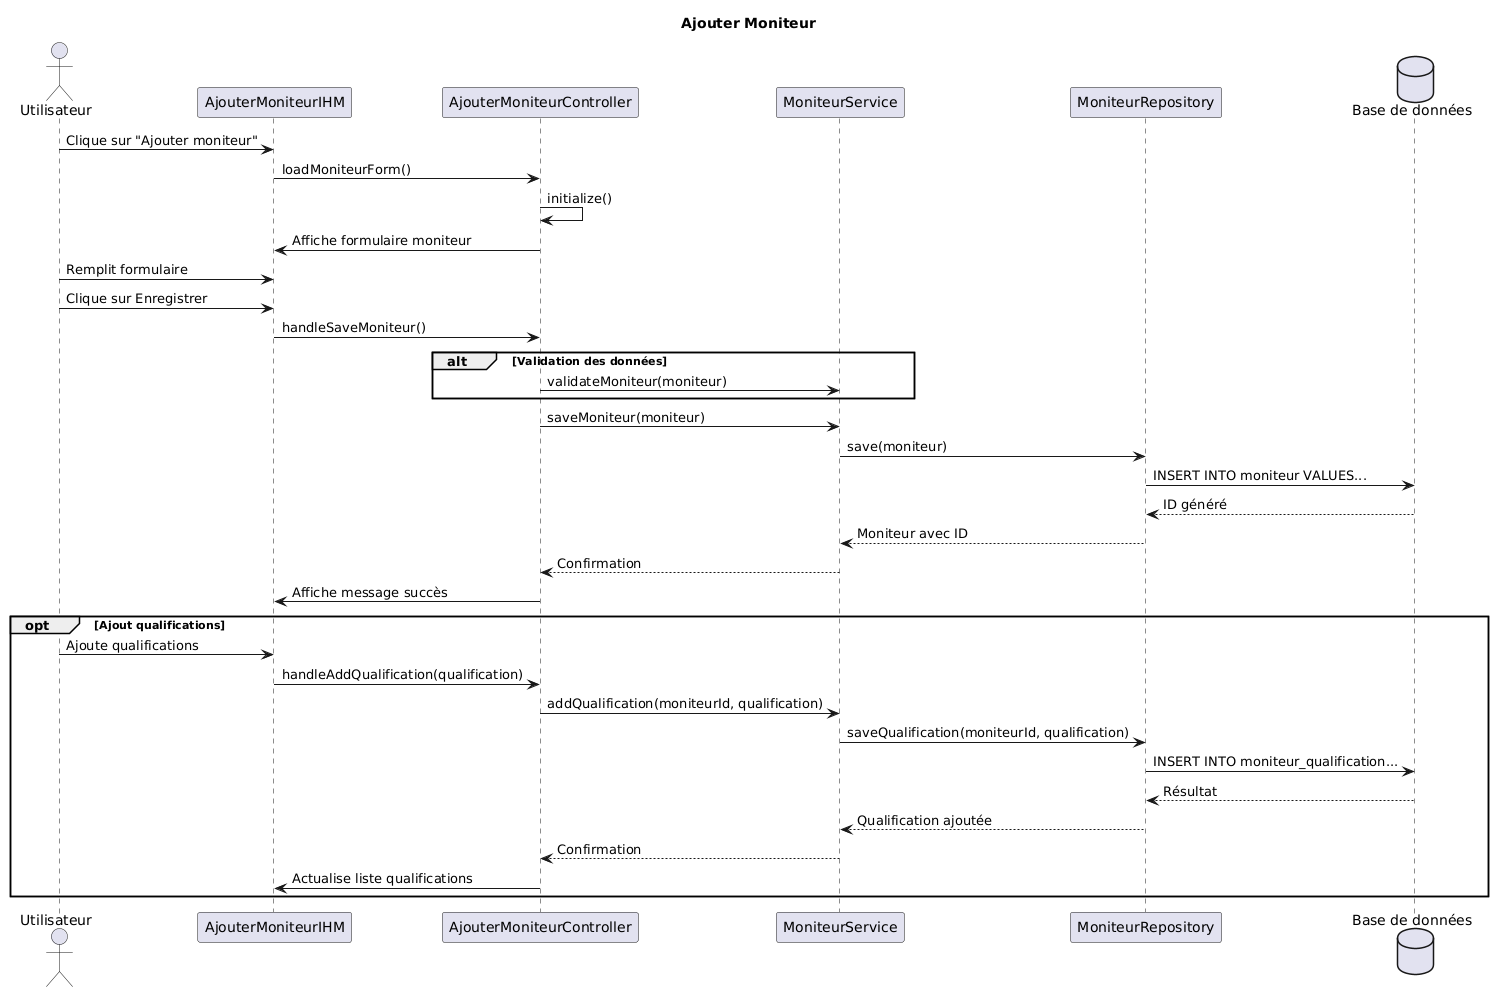 Ajouter Moniteur
Utilisateur
AjouterMoniteurIHM
AjouterMoniteurController
MoniteurService
MoniteurRepository
Base de données
Clique sur "Ajouter moniteur"
loadMoniteurForm()
initialize()
Affiche formulaire moniteur
Remplit formulaire
Clique sur Enregistrer
handleSaveMoniteur()
alt [Validation des données]
validateMoniteur(moniteur)
saveMoniteur(moniteur)
save(moniteur)
INSERT INTO moniteur VALUES...
ID généré
Moniteur avec ID
Confirmation
Affiche message succès
opt [Ajout qualifications]
Ajoute qualifications
handleAddQualification(qualification)
addQualification(moniteurId, qualification)
saveQualification(moniteurId, qualification)
INSERT INTO moniteur_qualification...
Résultat
Qualification ajoutée
Confirmation
Actualise liste qualifications
Utilisateur
AjouterMoniteurIHM
AjouterMoniteurController
MoniteurService
MoniteurRepository
Base de données